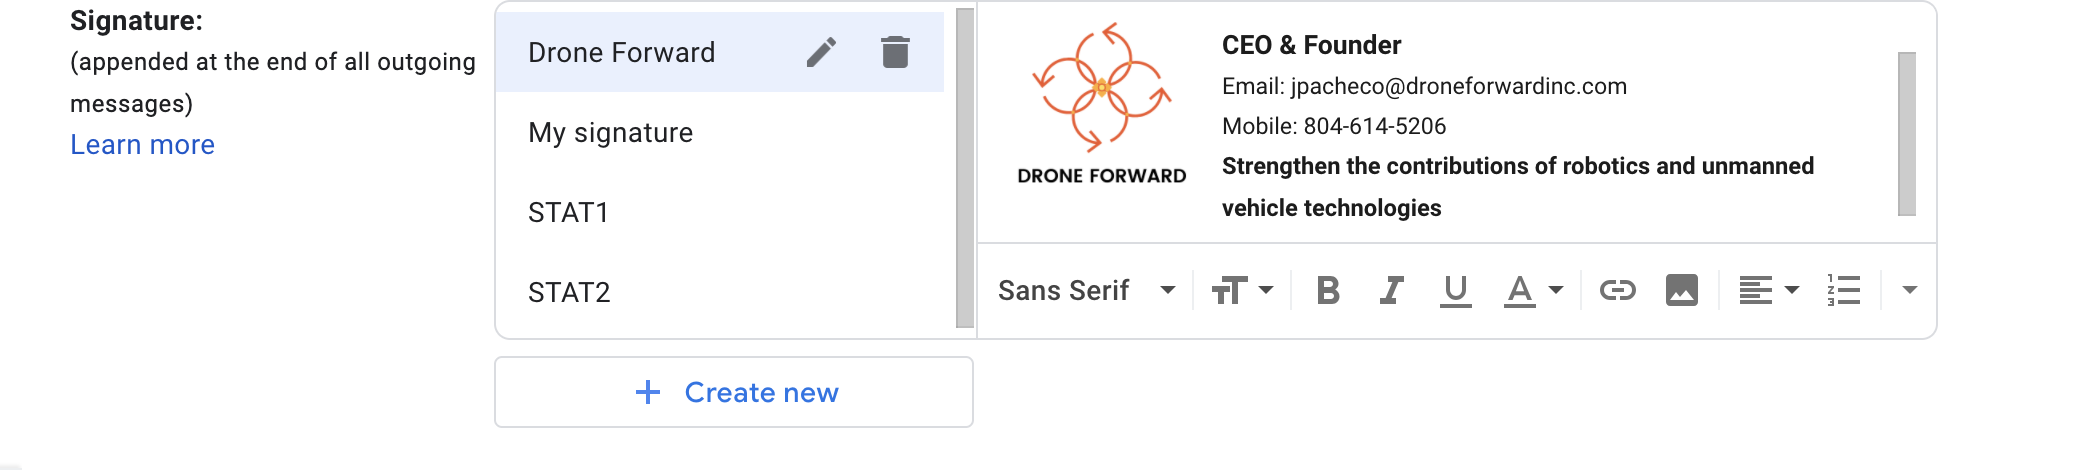 Signature:
(appended at the end of all outgoing
messages)
Learn more
Drone Forward
My signature
STAT1
STAT2
Create new
DRONE FORWARD
CEO & Founder
Email: jpacheco@droneforwardinc.com
Mobile: 804-614-5206
Strengthen the contributions of robotics and unmanned
vehicle technologies
Sans Serif